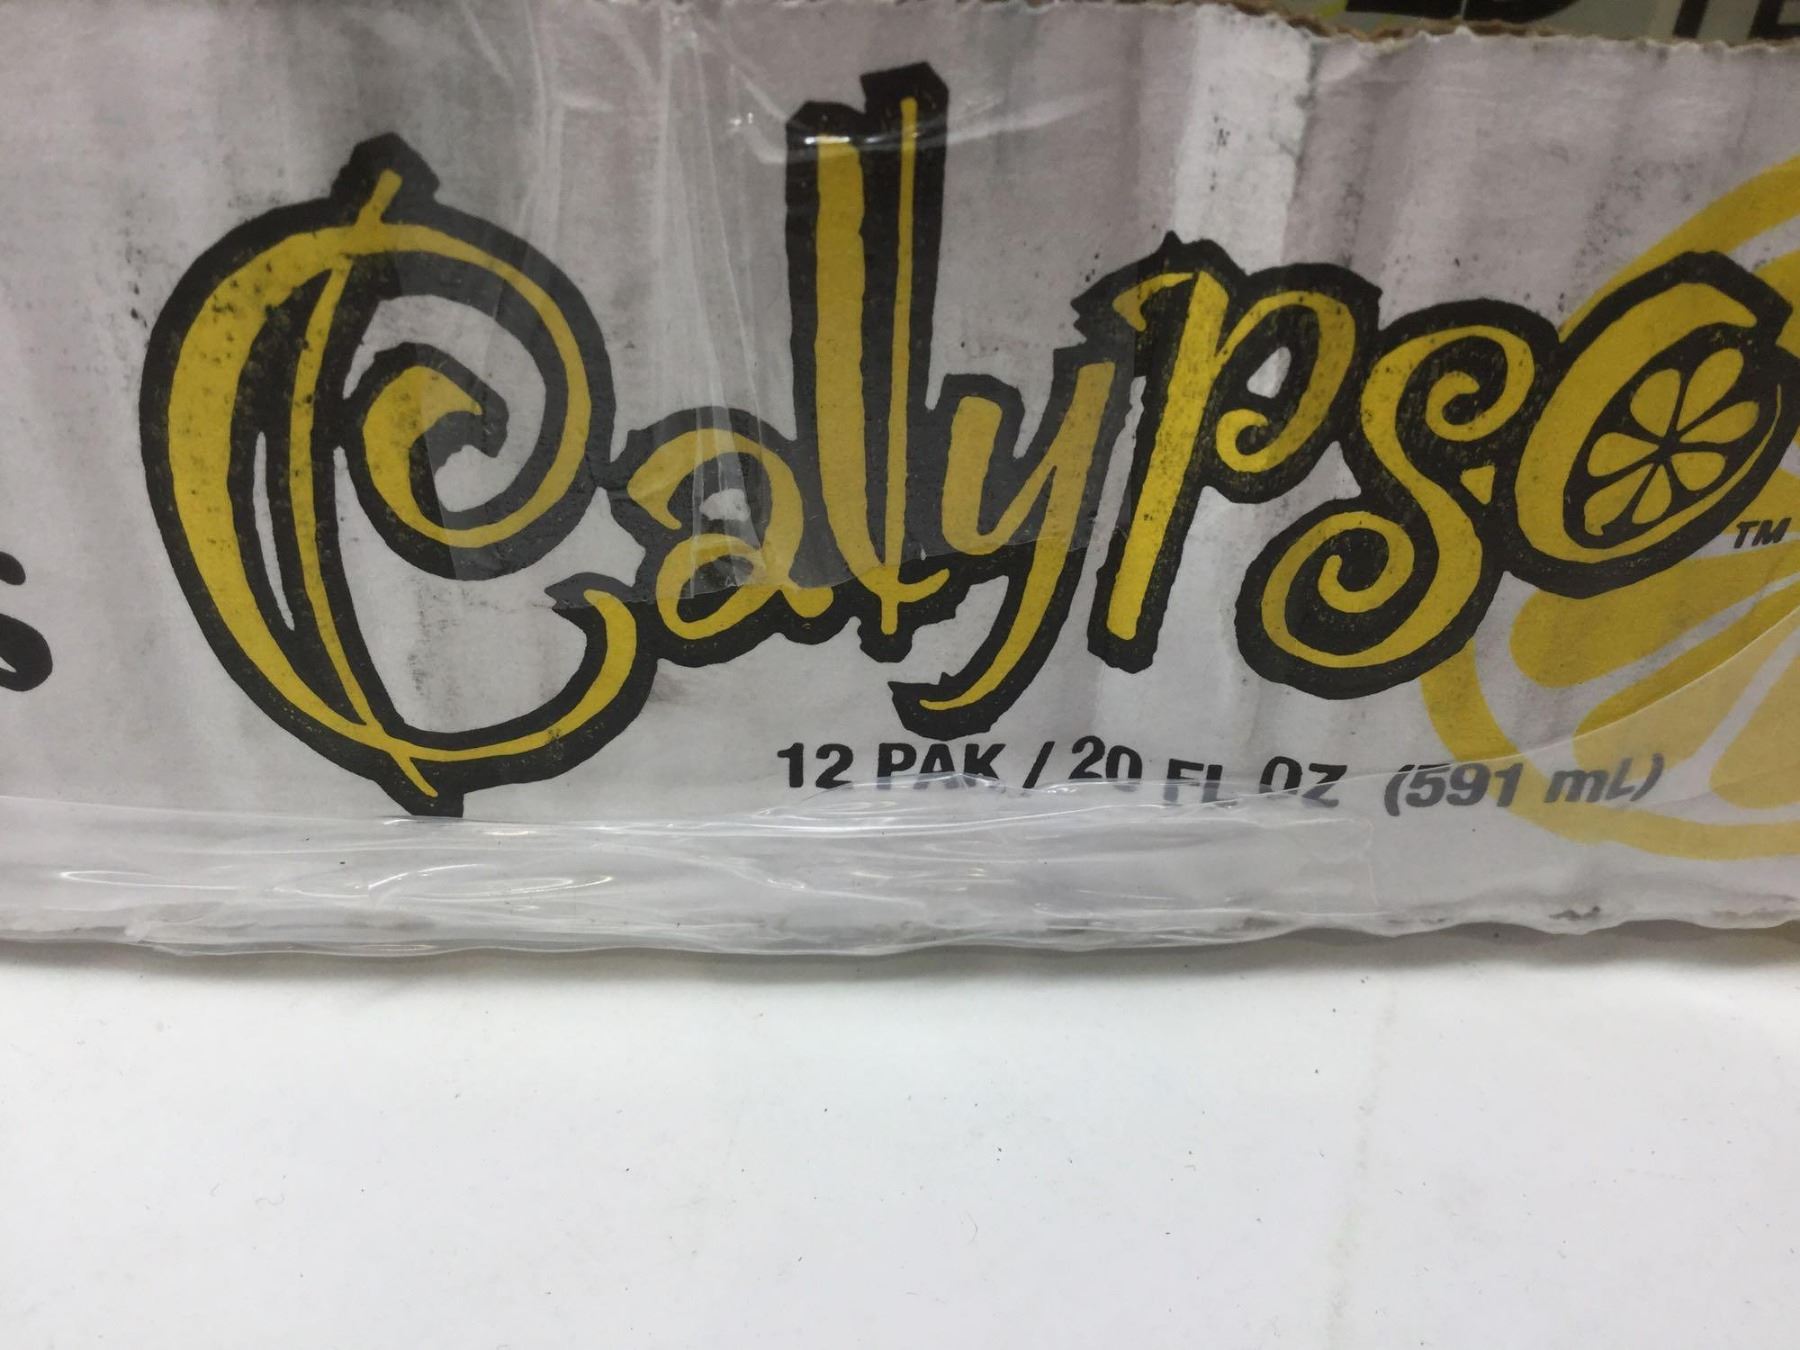 Calypso™
12 PAK / 20 FL OZ (591 mL)